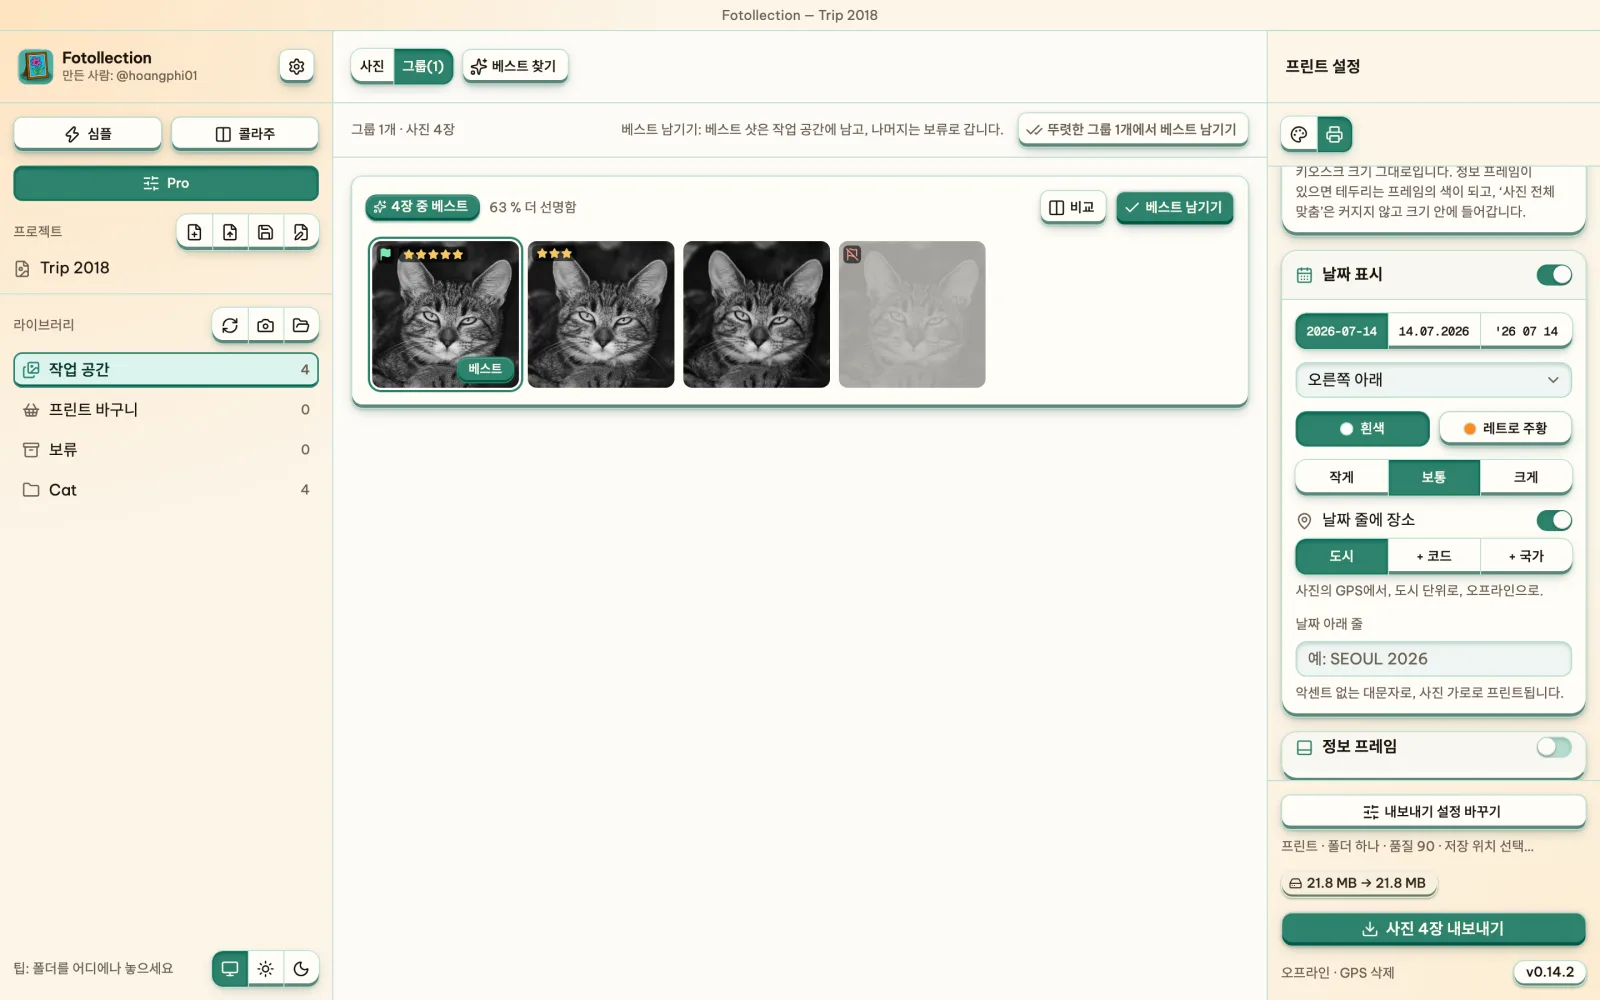 Fotollection — Trip 2018
Fotollection
만든 사람: @hoangphi01
심플
콜라주
Pro
프로젝트
Trip 2018
라이브러리
작업 공간 4
프린트 바구니 0
보류 0
Cat 4
팁: 폴더를 어디에나 놓으세요
사진
그룹(1)
베스트 찾기
그룹 1개 · 사진 4장
베스트 남기기: 베스트 샷은 작업 공간에 남고, 나머지는 보류로 갑니다.
뚜렷한 그룹 1개에서 베스트 남기기
4장 중 베스트
63 % 더 선명함
비교
베스트 남기기
베스트
프린트 설정
키오스크 크기 그대로입니다. 정보 프레임이
있으면 테두리는 프레임의 색이 되고, ‘사진 전체
맞춤’은 커지지 않고 크기 안에 들어갑니다.
날짜 표시
2026-07-14
14.07.2026
'26 07 14
오른쪽 아래
흰색
레트로 주황
작게
보통
크게
날짜 줄에 장소
도시
+ 코드
+ 국가
사진의 GPS에서, 도시 단위로, 오프라인으로.
날짜 아래 줄
예: SEOUL 2026
악센트 없는 대문자로, 사진 가로로 프린트됩니다.
정보 프레임
내보내기 설정 바꾸기
프린트 · 폴더 하나 · 품질 90 · 저장 위치 선택...
21.8 MB → 21.8 MB
사진 4장 내보내기
오프라인 · GPS 삭제
v0.14.2